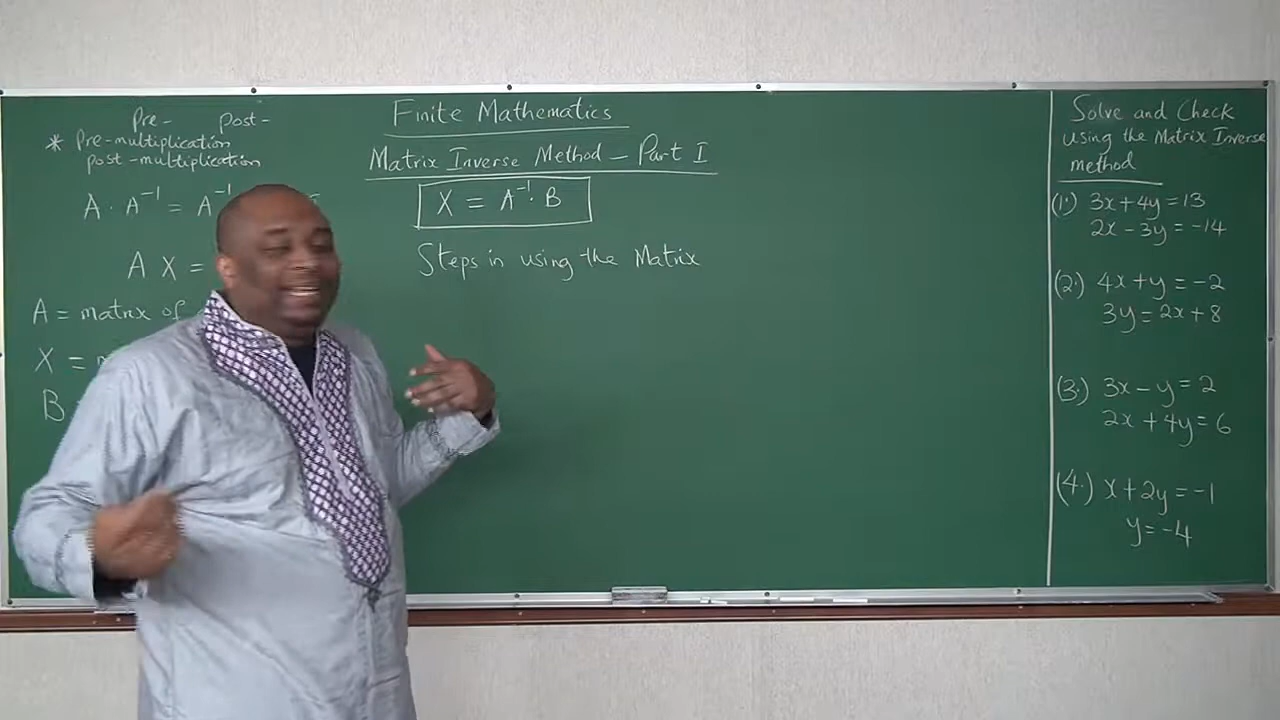 Pre- Post-
* Pre-multiplication
post-multiplication
A · A⁻¹ = A⁻¹
A X =
A = matrix of
X =
B
Finite Mathematics
Matrix Inverse Method – Part I
X = A⁻¹· B
Steps in using the Matrix
Solve and Check
using the Matrix Inverse
method
(1.) 3x + 4y = 13
2x - 3y = -14
(2.) 4x + y = -2
3y = 2x + 8
(3.) 3x - y = 2
2x + 4y = 6
(4.) x + 2y = -1
y = -4